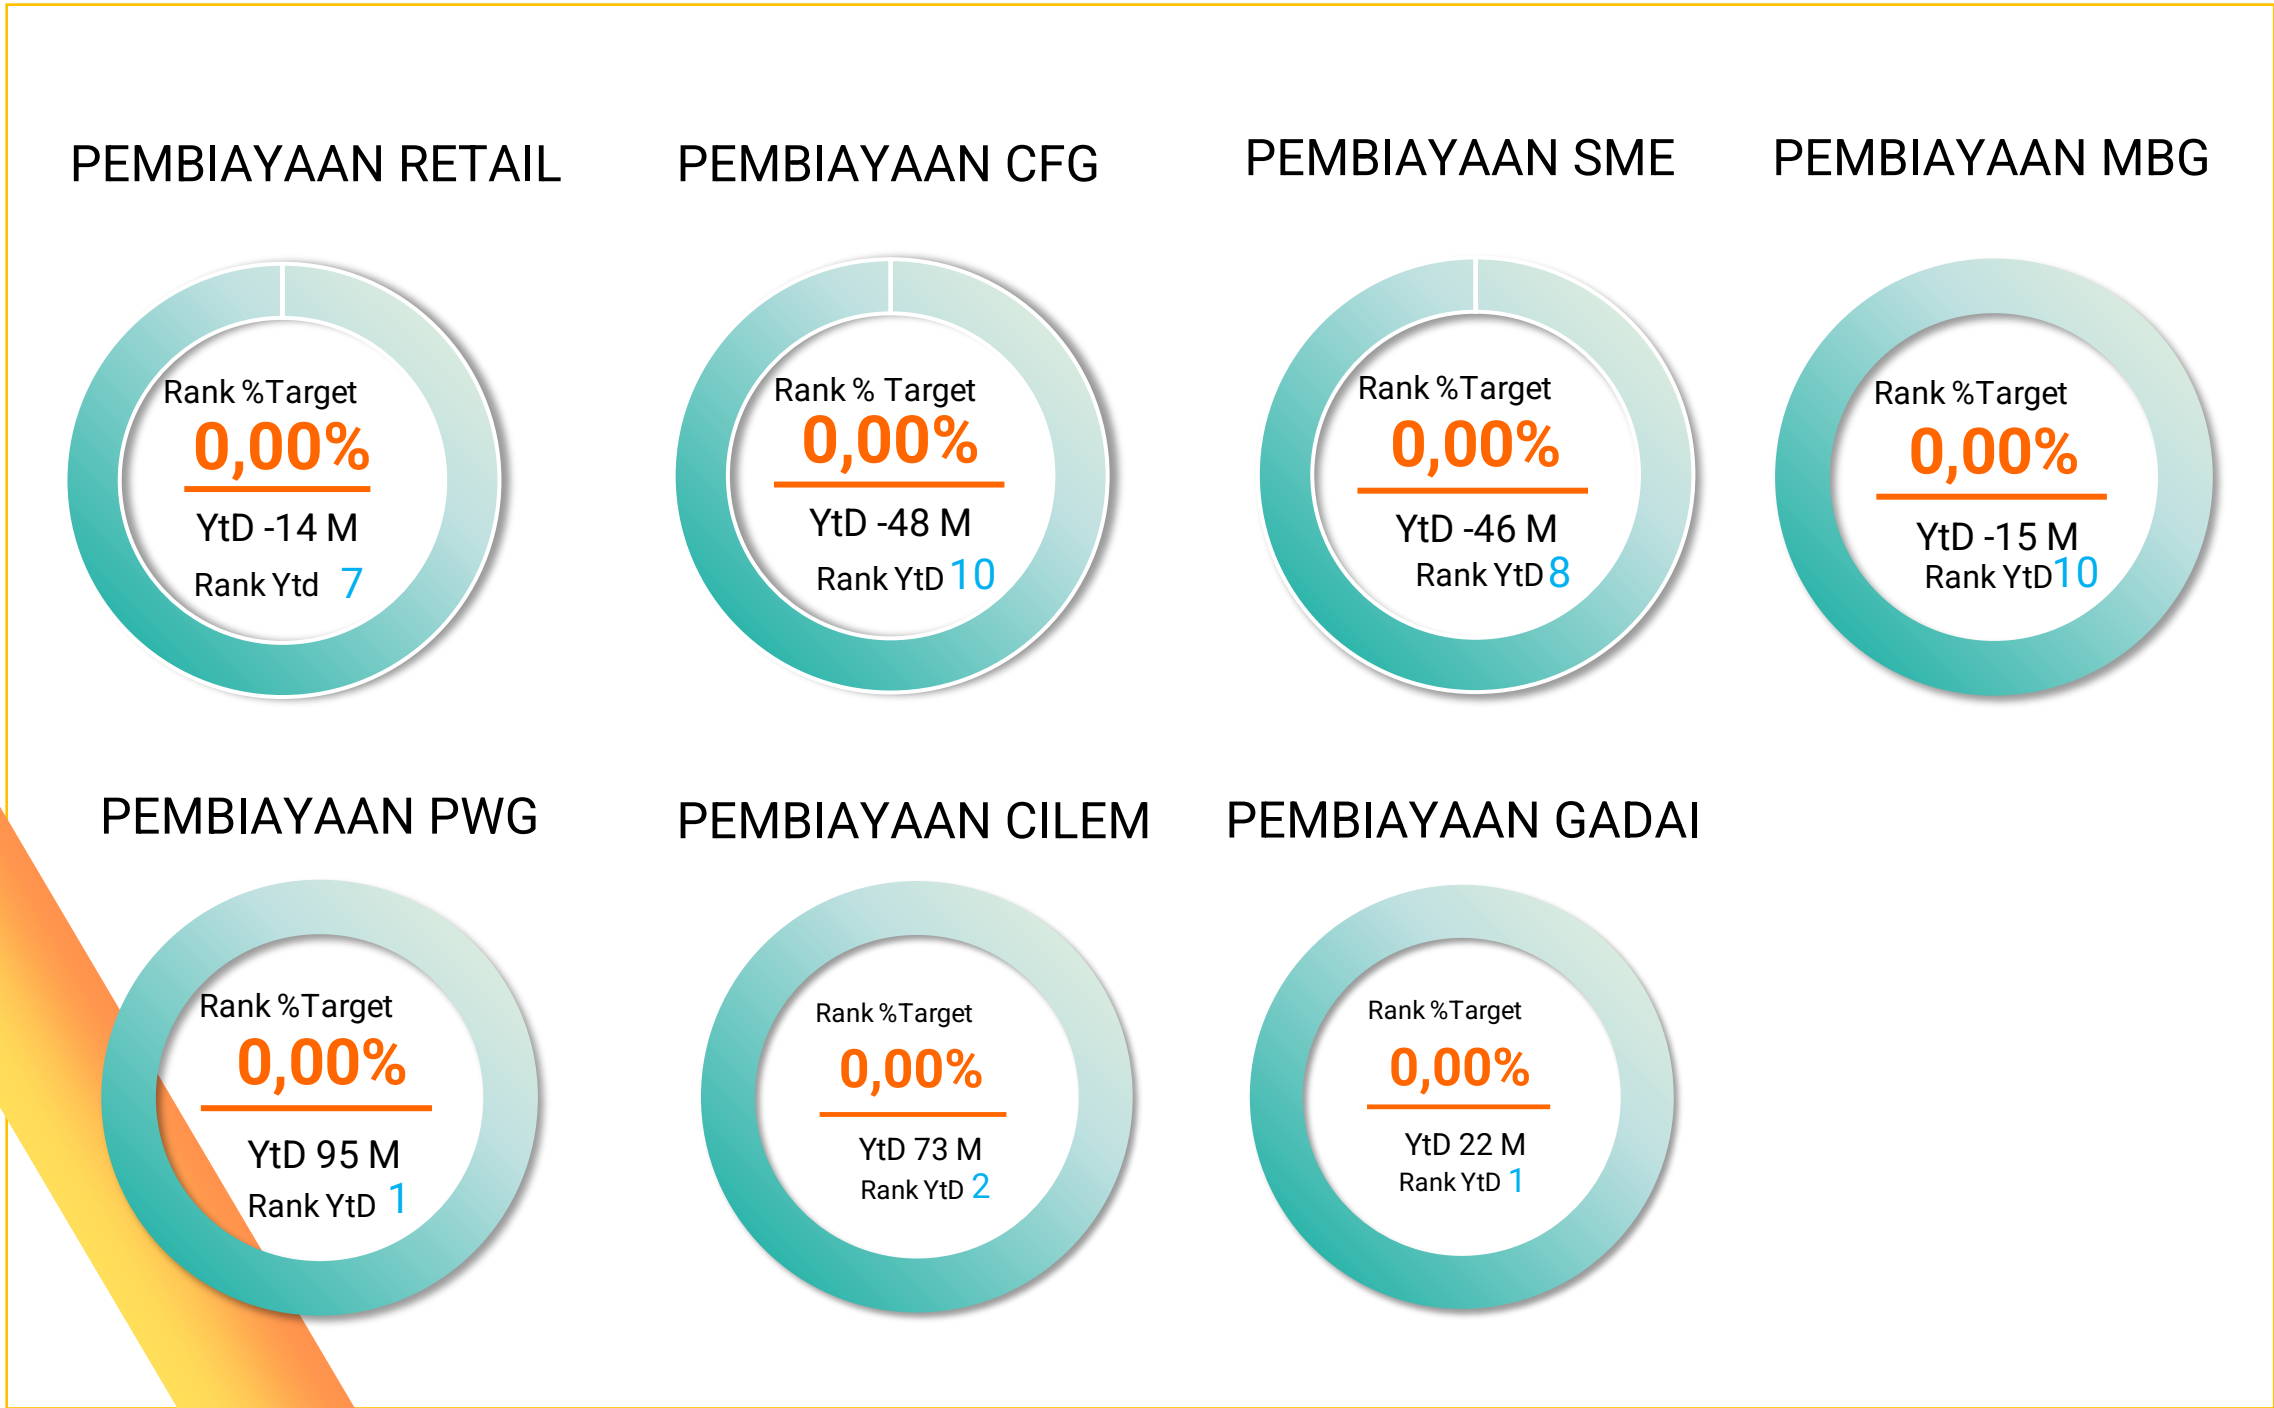 PEMBIAYAAN RETAIL
Rank %Target
0,00%
YtD -14 M
Rank Ytd 7
PEMBIAYAAN CFG
Rank % Target
0,00%
YtD -48 M
Rank YtD 10
PEMBIAYAAN SME
Rank %Target
0,00%
YtD -46 M
Rank YtD 8
PEMBIAYAAN MBG
Rank %Target
0,00%
YtD -15 M
Rank YtD 10
PEMBIAYAAN PWG
Rank %Target
0,00%
YtD 95 M
Rank YtD 1
PEMBIAYAAN CILEM
Rank %Target
0,00%
YtD 73 M
Rank YtD 2
PEMBIAYAAN GADAI
Rank %Target
0,00%
YtD 22 M
Rank YtD 1